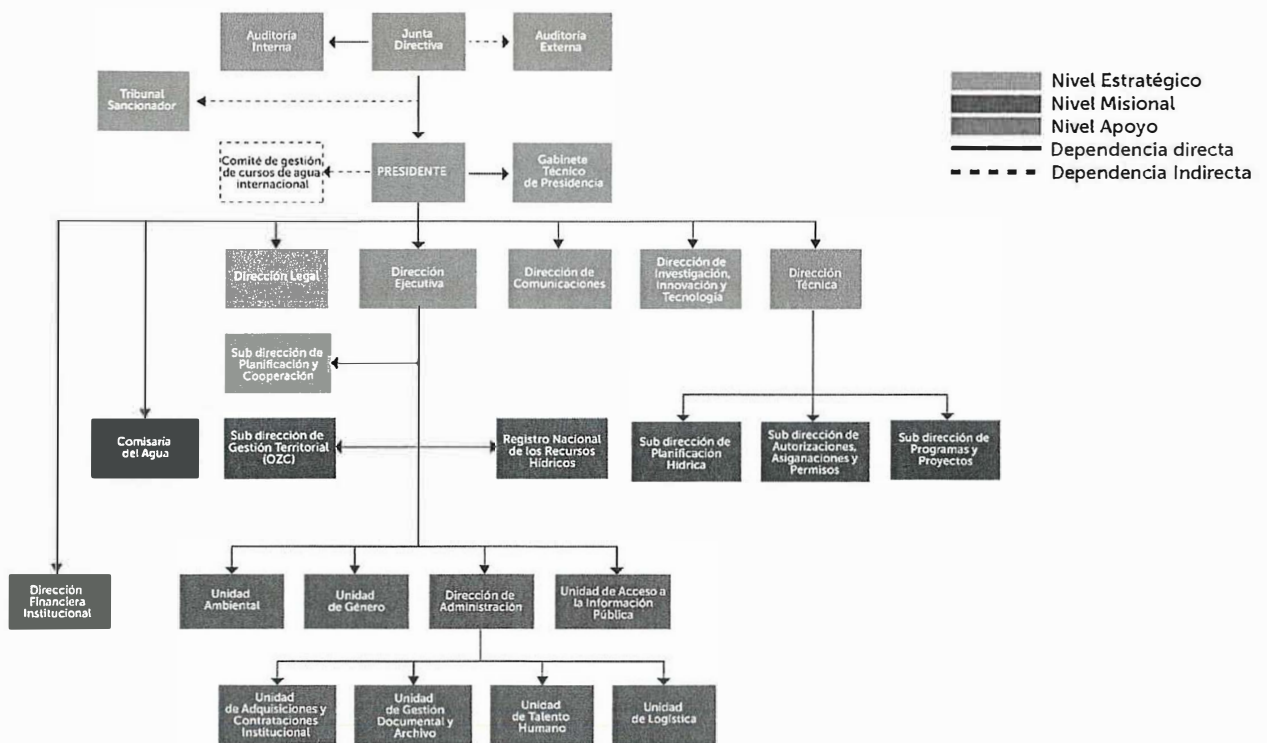 Auditoría
Interna
Junta
Directiva
Auditoría
Externa
Tribunal
Sancionador
Nivel Estratégico
Nivel Misional
Nivel Apoyo
Dependencia directa
Dependencia Indirecta
Comité de gestión
de cursos de agua
internacional
PRESIDENTE
Gabinete
Técnico
de Presidencia
Dirección Legal
Dirección
Ejecutiva
Dirección de
Comunicaciones
Dirección de
Investigación,
Innovación y
Tecnología
Dirección
Técnica
Sub dirección de
Planificación y
Cooperación
Comisaría
del Agua
Sub dirección de
Gestión Territorial
(OZC)
Registro Nacional
de los Recursos
Hídricos
Sub dirección de
Planificación
Hídrica
Sub dirección de
Autorizaciones,
Asiganaciones y
Permisos
Sub dirección de
Programas y
Proyectos
Dirección
Financiera
Institucional
Unidad
Ambiental
Unidad
de Género
Dirección de
Administración
Unidad de Acceso a
la Información
Pública
Unidad
de Adquisiciones y
Contrataciones
Institucional
Unidad
de Gestión
Documental y
Archivo
Unidad
de Talento
Humano
Unidad
de Logística